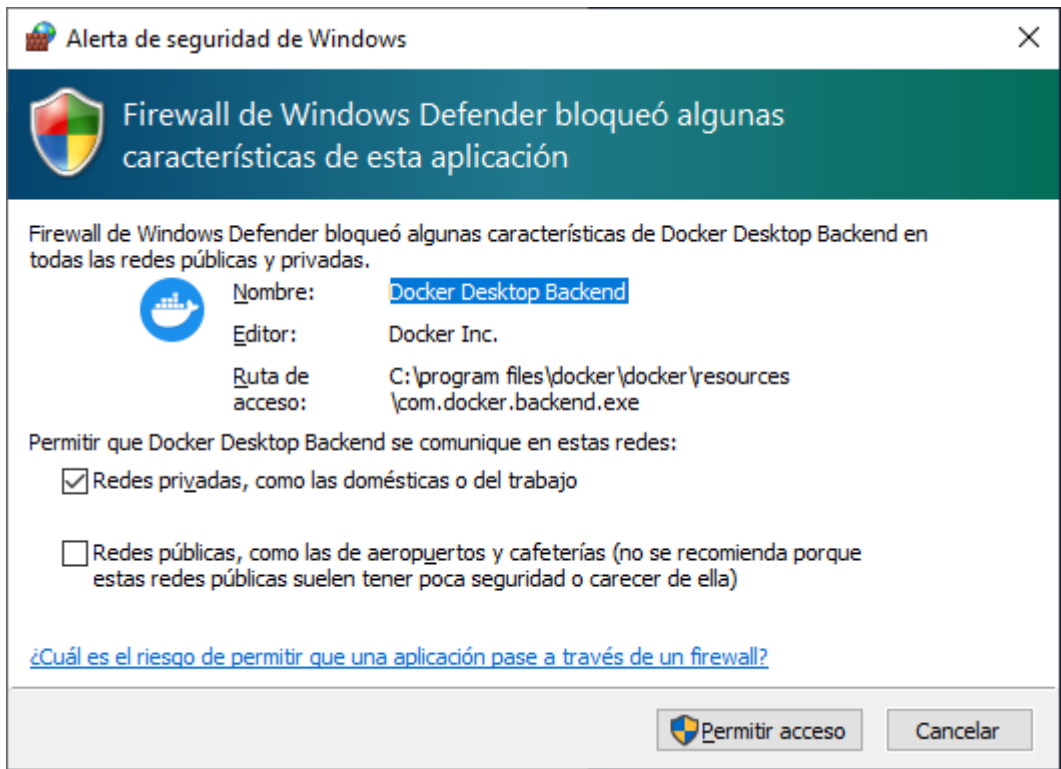 Alerta de seguridad de Windows
Firewall de Windows Defender bloqueó algunas
características de esta aplicación
Firewall de Windows Defender bloqueó algunas características de Docker Desktop Backend en
todas las redes públicas y privadas.
Nombre: Docker Desktop Backend
Editor: Docker Inc.
Ruta de acceso: C:\program files\docker\docker\resources
\com.docker.backend.exe
Permitir que Docker Desktop Backend se comunique en estas redes:
Redes privadas, como las domésticas o del trabajo
Redes públicas, como las de aeropuertos y cafeterías (no se recomienda porque
estas redes públicas suelen tener poca seguridad o carecer de ella)
¿Cuál es el riesgo de permitir que una aplicación pase a través de un firewall?
Permitir acceso Cancelar